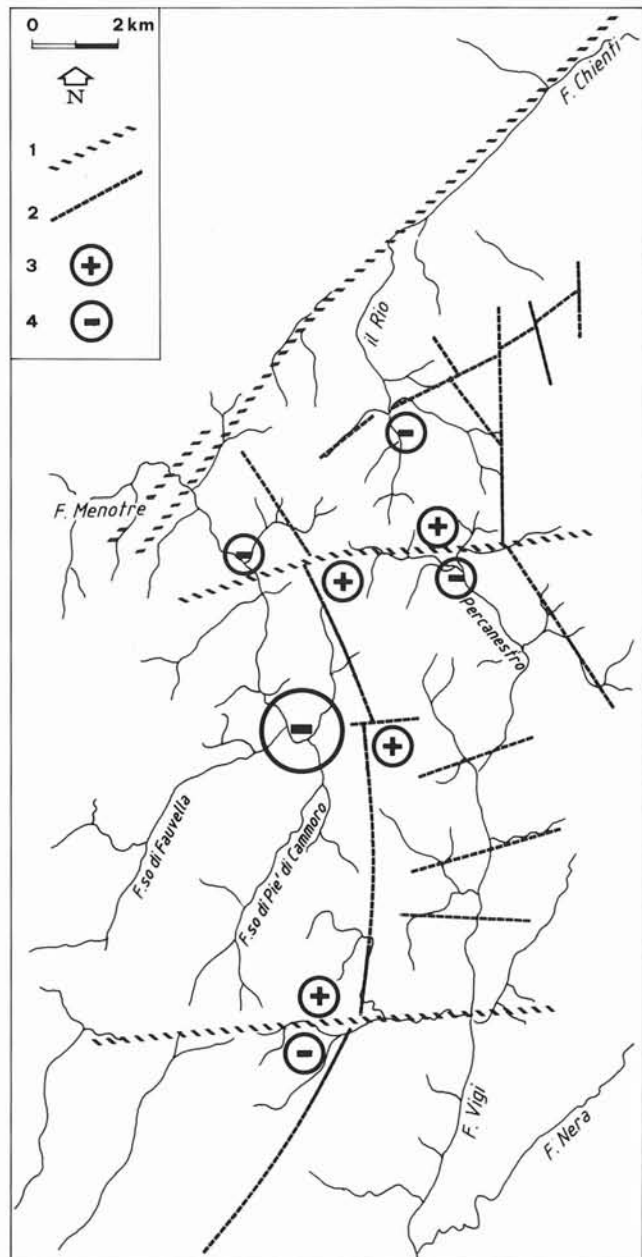 0 2 km
N
1
2
3 +
4 -
F. Chienti
il Rio
-
F. Menotre
-
+
+
-
Percanestro
-
+
F.so di Fauvella
F.so di Pie' di Cammoro
+
-
F. Vigi
F. Nera